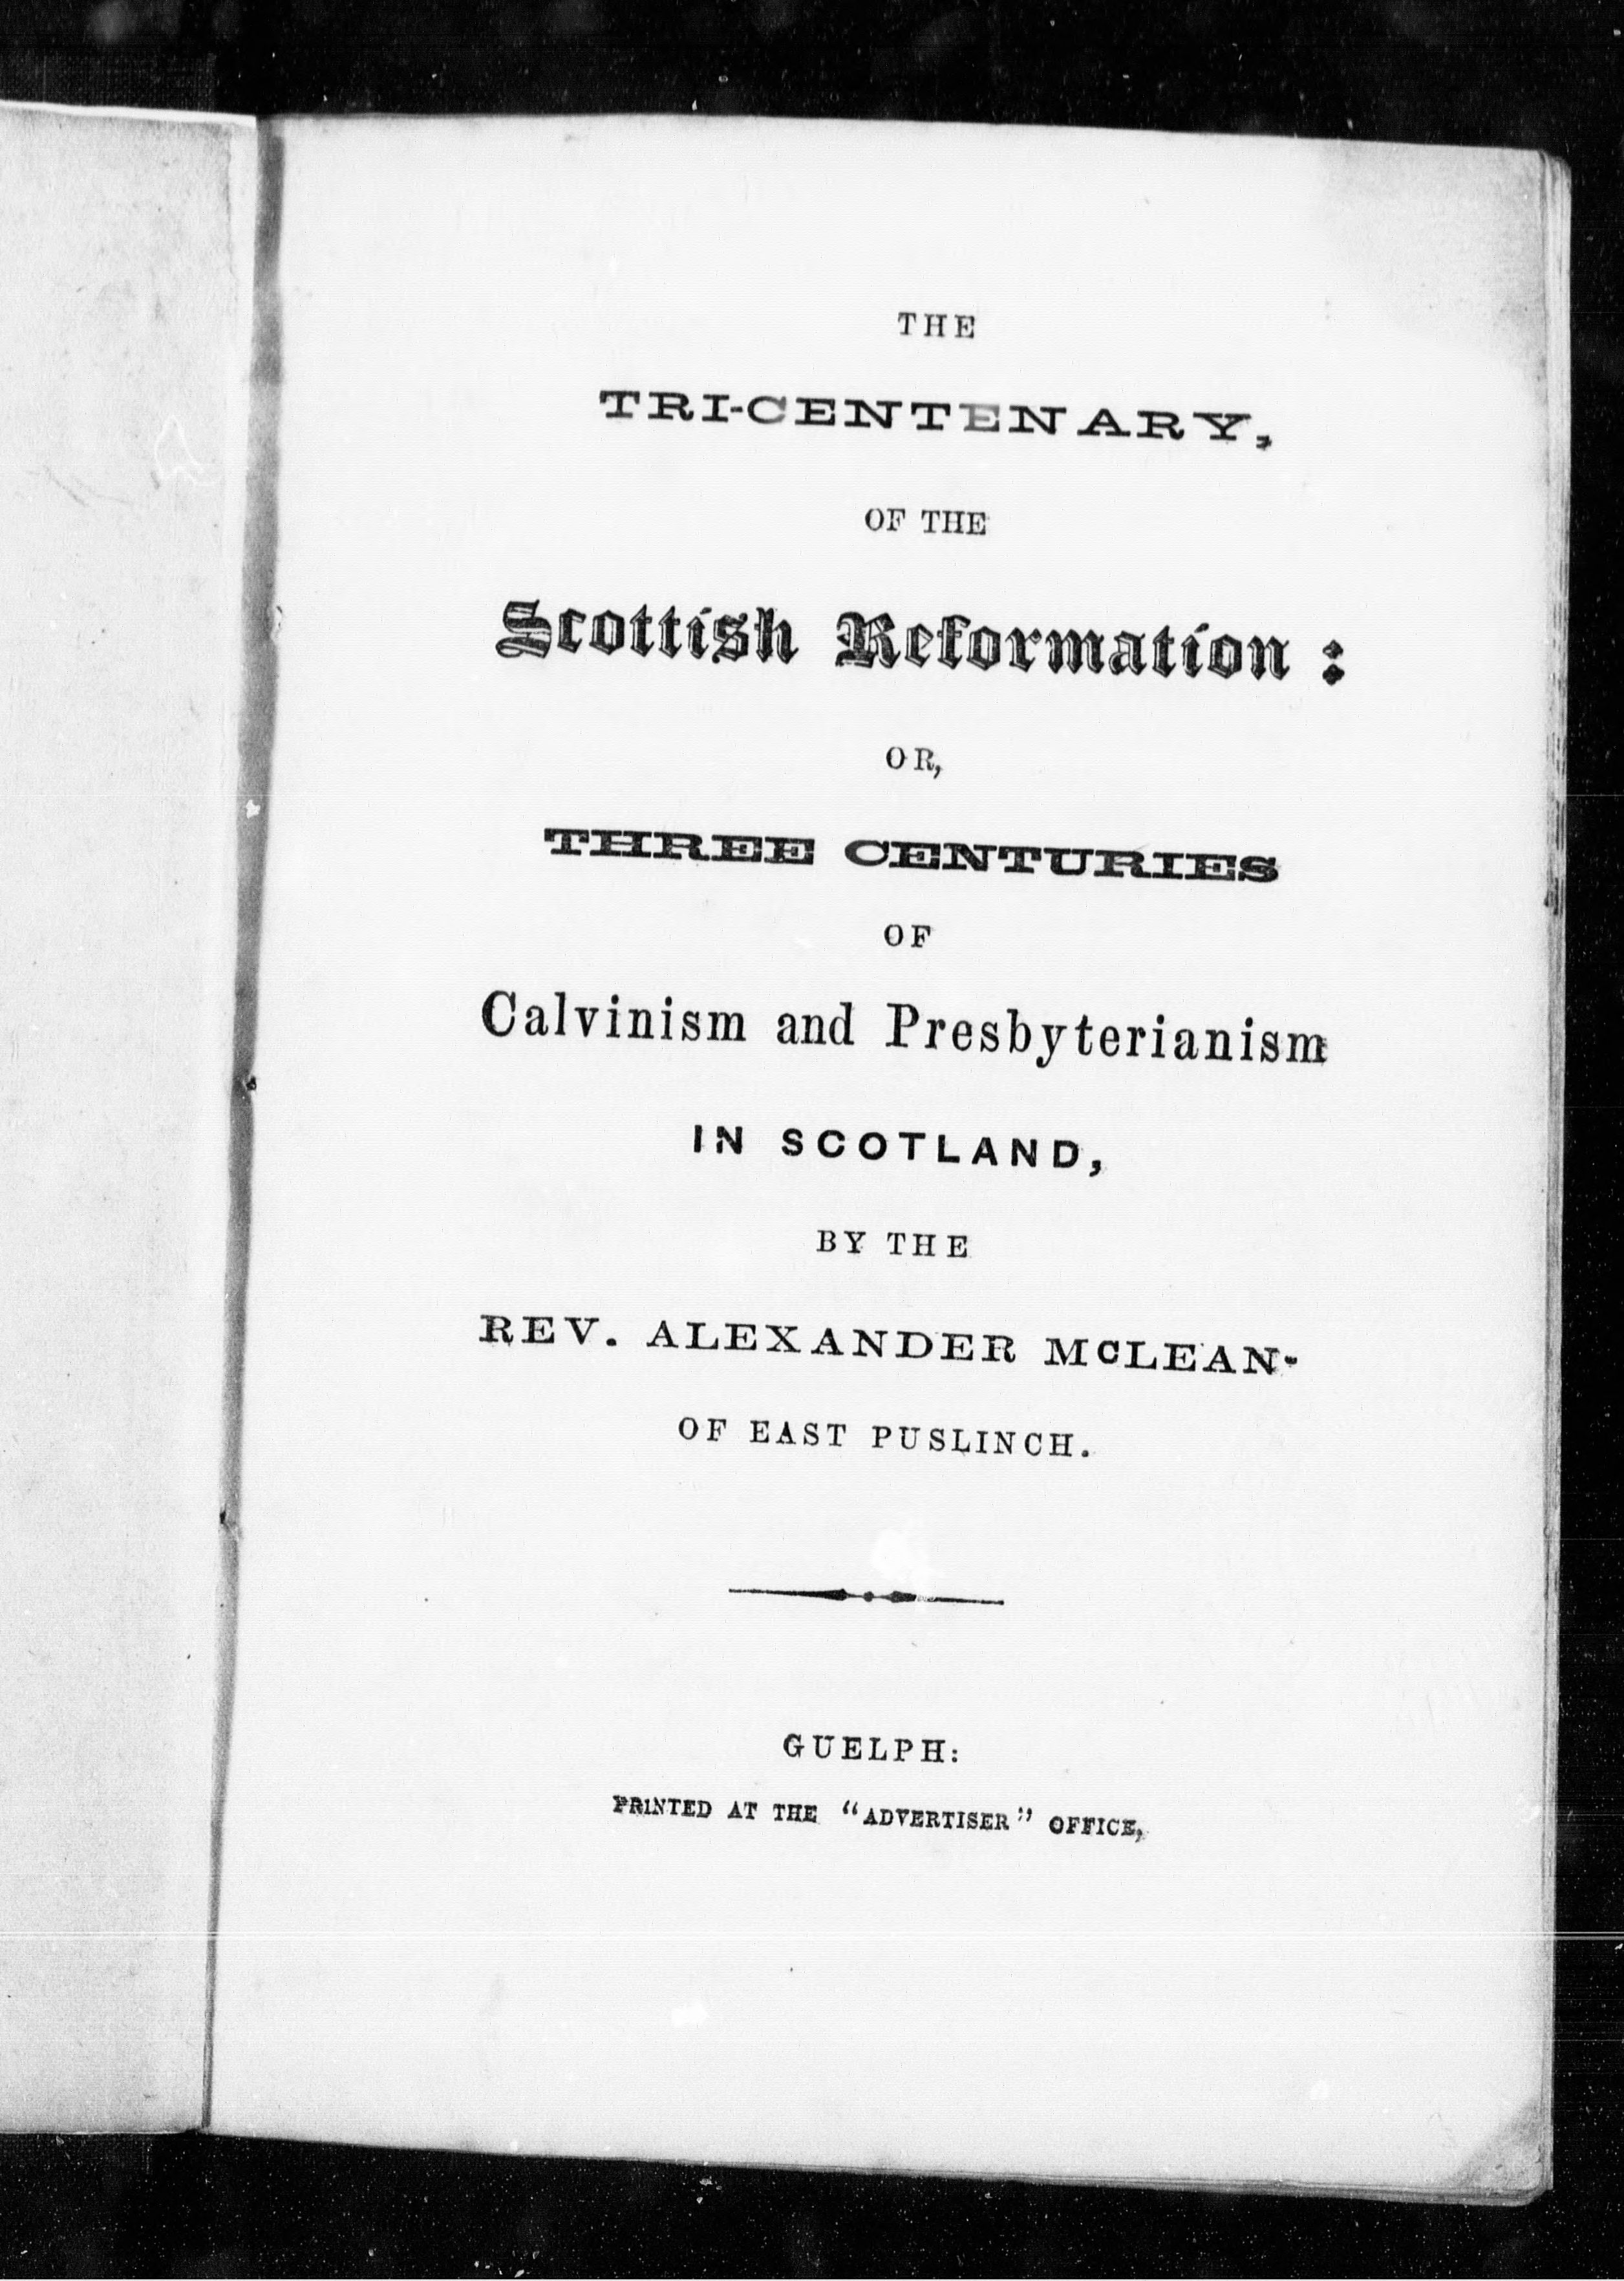 THE
TRI-CENTENARY,
OF THE
Scottish Reformation:
OR,
THREE CENTURIES
OF
Calvinism and Presbyterianism
IN SCOTLAND,
BY THE
REV. ALEXANDER McLEAN-
OF EAST PUSLINCH.
GUELPH:
PRINTED AT THE "ADVERTISER" OFFICE,